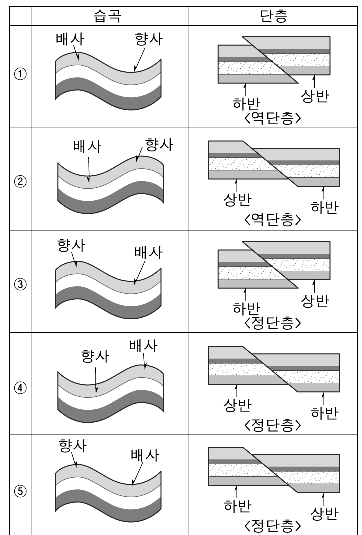 습곡 단층
① 배사 향사 하반 상반
<역단층>
② 배사 향사 상반 하반
<역단층>
③ 향사 배사 하반 상반
<정단층>
④ 향사 배사 상반 하반
<정단층>
⑤ 향사 배사 하반 상반
<정단층>